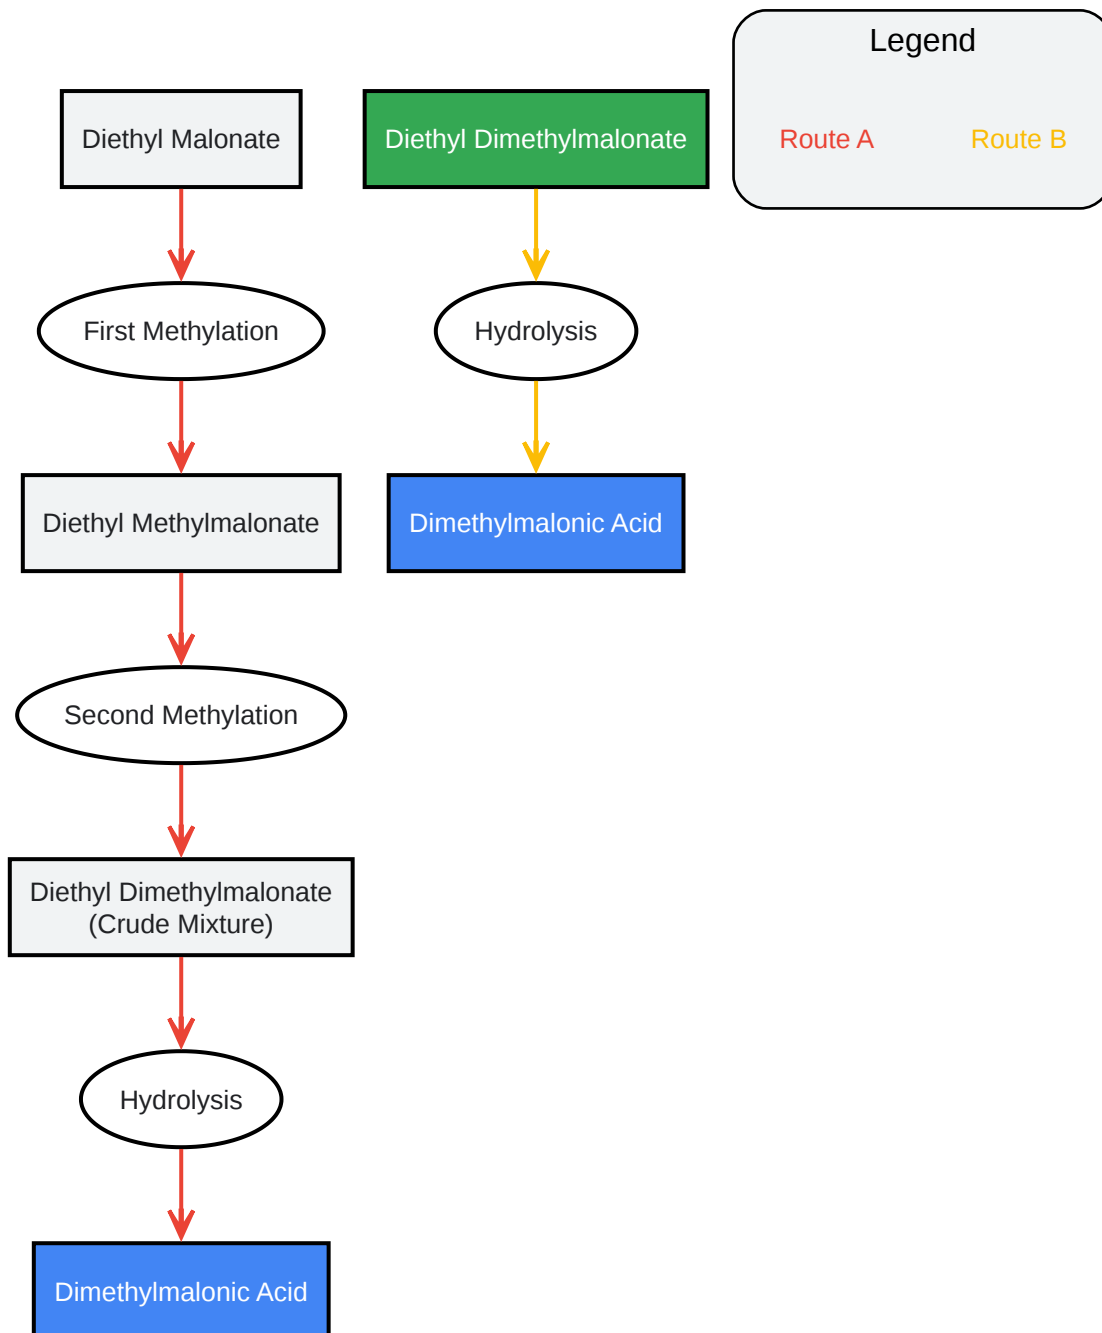 Legend
Route A
Route B
Diethyl Malonate
First Methylation
Diethyl Methylmalonate
Second Methylation
Diethyl Dimethylmalonate
(Crude Mixture)
Hydrolysis
Dimethylmalonic Acid
Diethyl Dimethylmalonate
Hydrolysis
Dimethylmalonic Acid